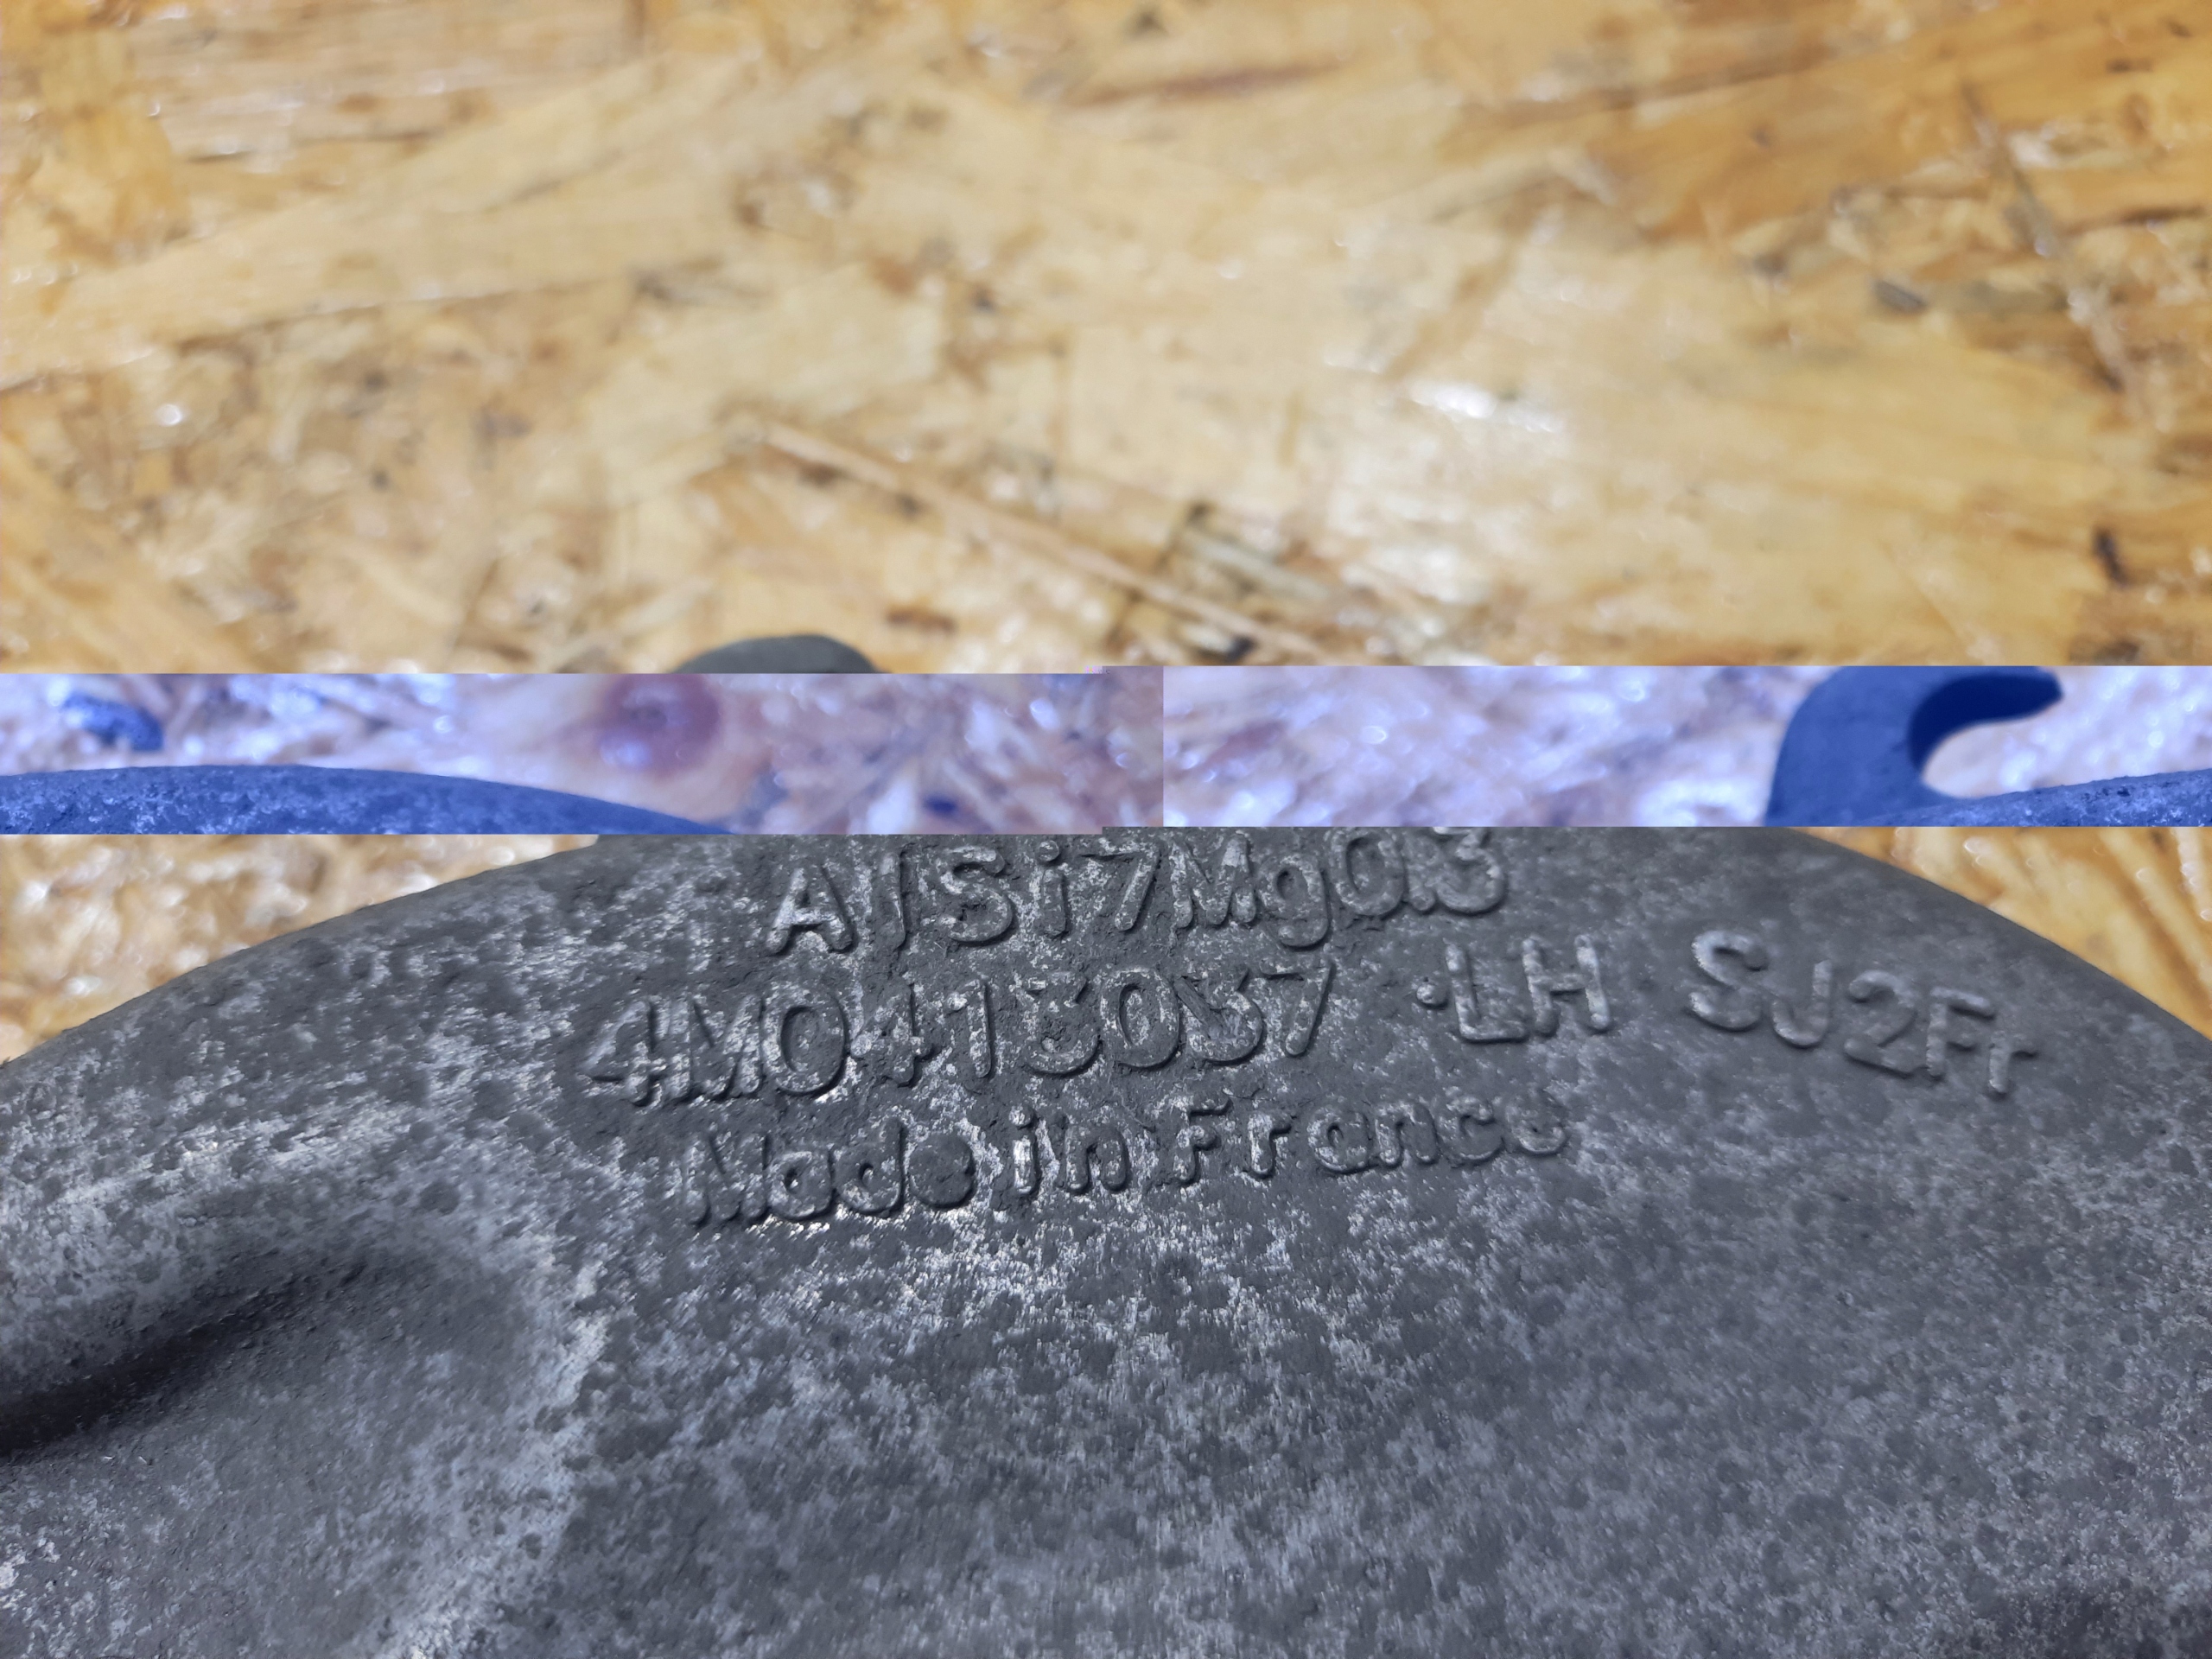 AlSi7Mg0.3
4M0413037 ·LH SJ2Fr
Made in France